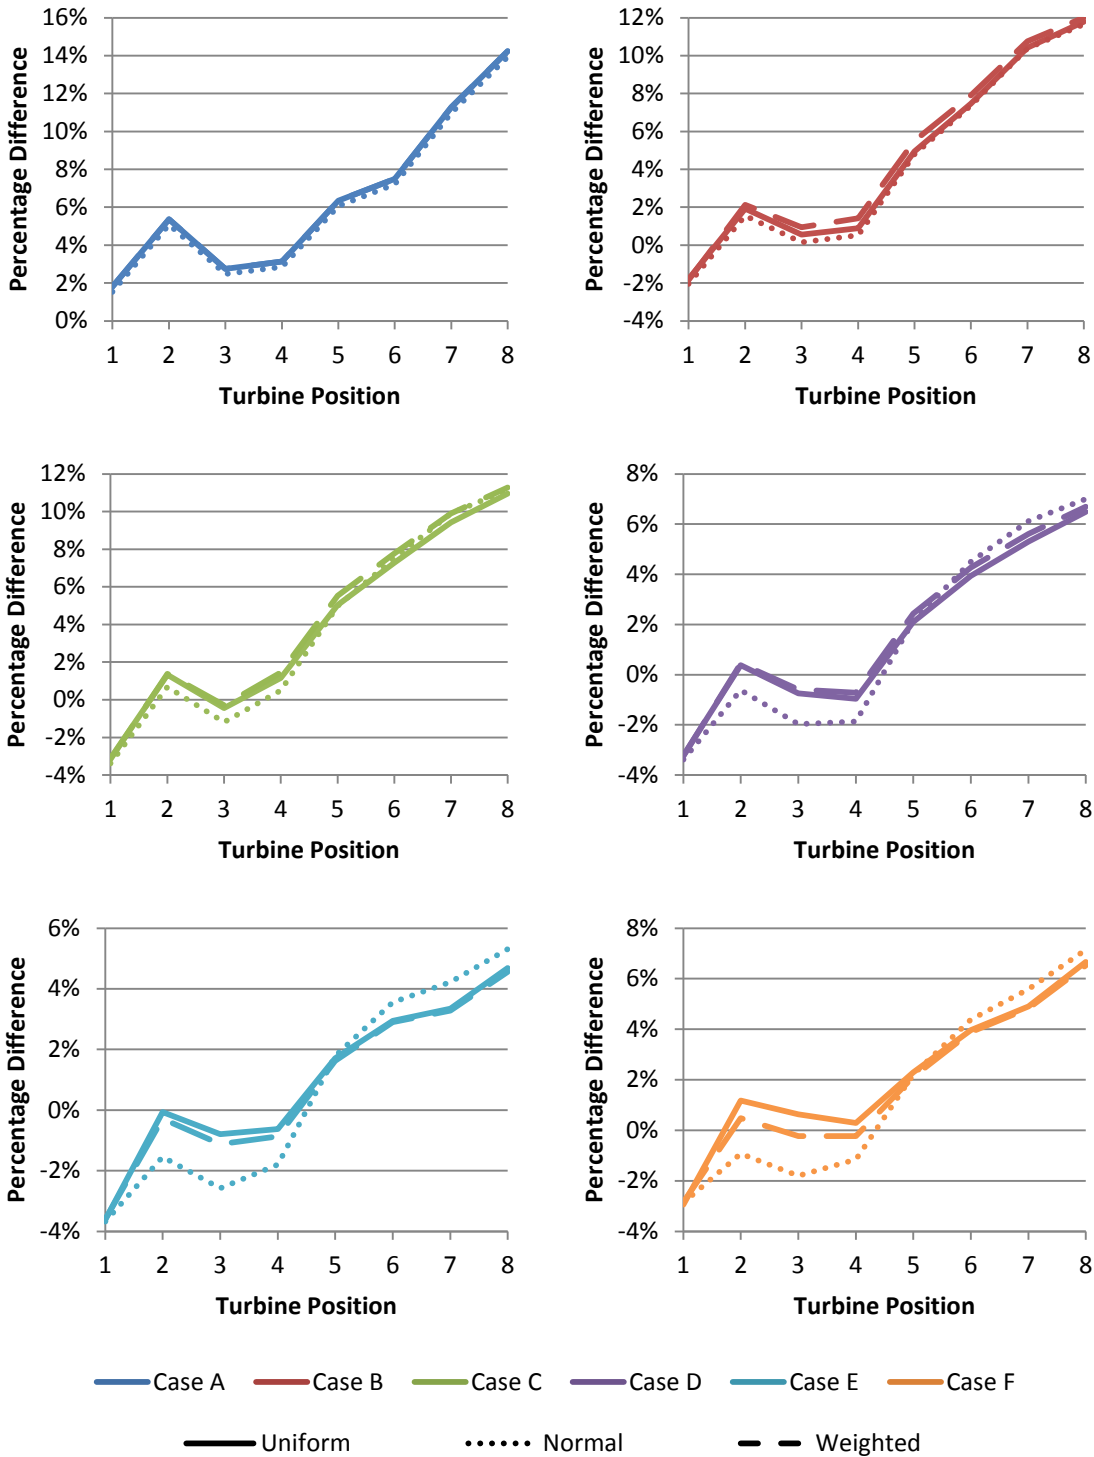 Percentage Difference
16%
14%
12%
10%
8%
6%
4%
2%
0%
1 2 3 4 5 6 7 8
Turbine Position
Percentage Difference
12%
10%
8%
6%
4%
2%
0%
-2%
-4%
1 2 3 4 5 6 7 8
Turbine Position
Percentage Difference
12%
10%
8%
6%
4%
2%
0%
-2%
-4%
1 2 3 4 5 6 7 8
Turbine Position
Percentage Difference
8%
6%
4%
2%
0%
-2%
-4%
1 2 3 4 5 6 7 8
Turbine Position
Percentage Difference
6%
4%
2%
0%
-2%
-4%
1 2 3 4 5 6 7 8
Turbine Position
Percentage Difference
8%
6%
4%
2%
0%
-2%
-4%
1 2 3 4 5 6 7 8
Turbine Position
Case A Case B Case C Case D Case E Case F
Uniform Normal Weighted